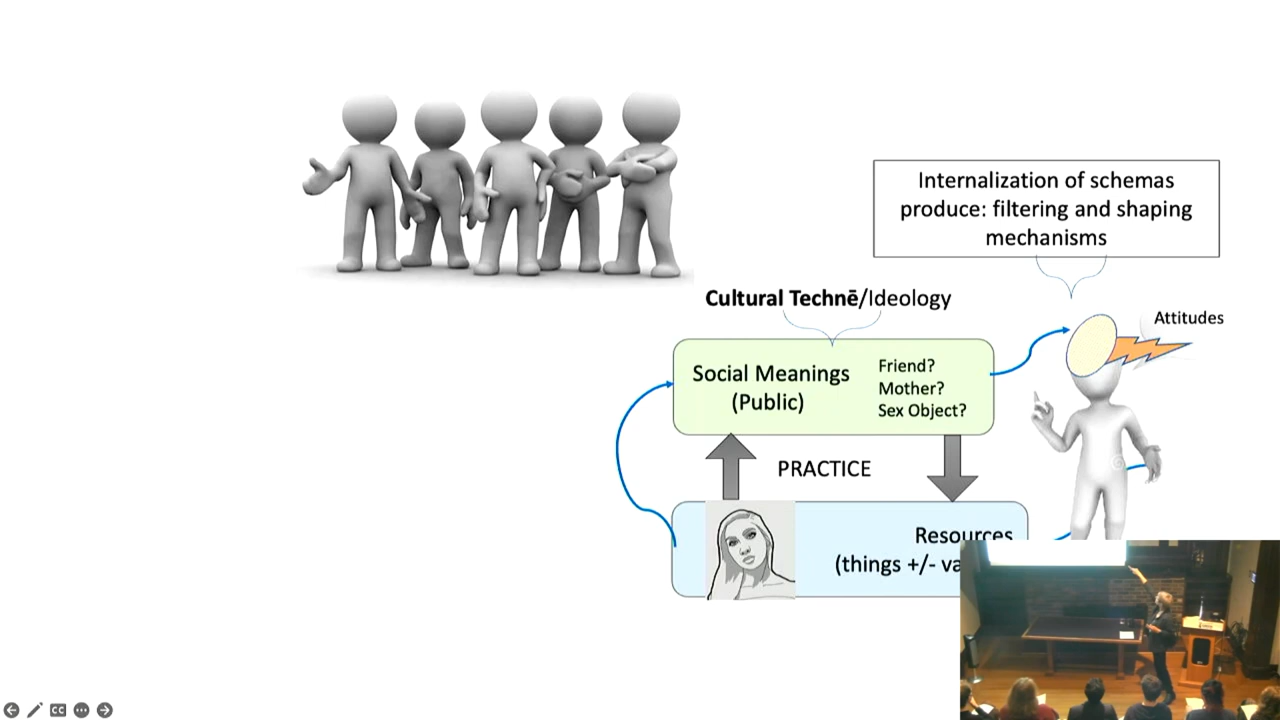 Internalization of schemas
produce: filtering and shaping
mechanisms
Cultural Technē/Ideology
Attitudes
Social Meanings
(Public)
Friend?
Mother?
Sex Object?
PRACTICE
Resources
(things +/-
CC